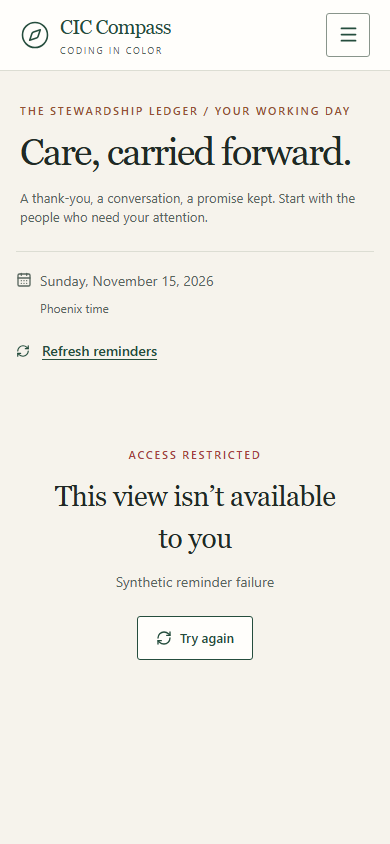 CIC Compass
CODING IN COLOR
THE STEWARDSHIP LEDGER / YOUR WORKING DAY
Care, carried forward.
A thank-you, a conversation, a promise kept. Start with the
people who need your attention.
Sunday, November 15, 2026
Phoenix time
Refresh reminders
ACCESS RESTRICTED
This view isn’t available
to you
Synthetic reminder failure
Try again